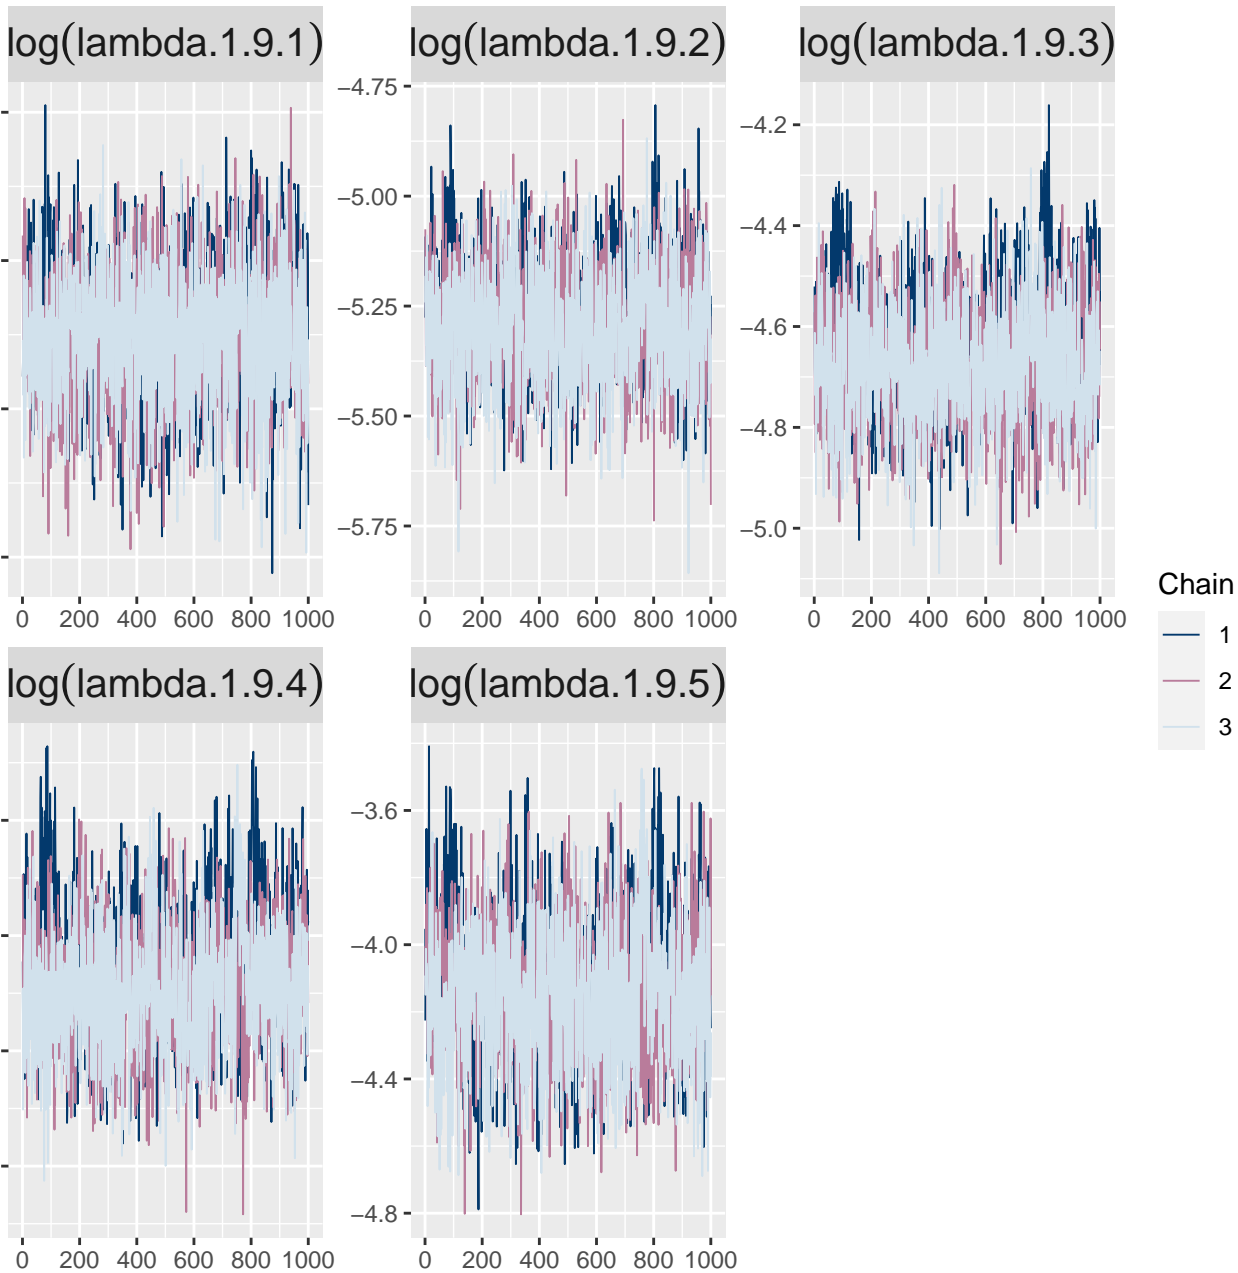 log(lambda.1.9.1)
log(lambda.1.9.2)
log(lambda.1.9.3)
−4.75
−5.00
−5.25
−5.50
−5.75
−4.2
−4.4
−4.6
−4.8
−5.0
0 200 400 600 800 1000
0 200 400 600 800 1000
0 200 400 600 800 1000
log(lambda.1.9.4)
log(lambda.1.9.5)
−3.6
−4.0
−4.4
−4.8
0 200 400 600 800 1000
0 200 400 600 800 1000
Chain
1
2
3